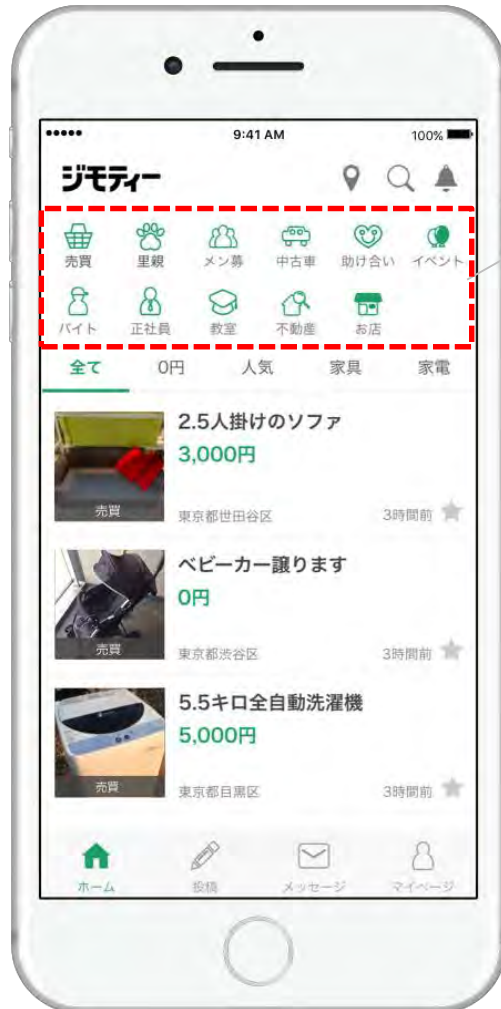 9:41 AM 100%
ジモティー
売買 里親 メン募 中古車 助け合い イベント
バイト 正社員 教室 不動産 お店
全て 0円 人気 家具 家電
2.5人掛けのソファ
3,000円
売買
東京都世田谷区 3時間前
ベビーカー譲ります
0円
売買
東京都渋谷区 3時間前
5.5キロ全自動洗濯機
5,000円
売買
東京都目黒区 3時間前
ホーム 投稿 メッセージ マイページ